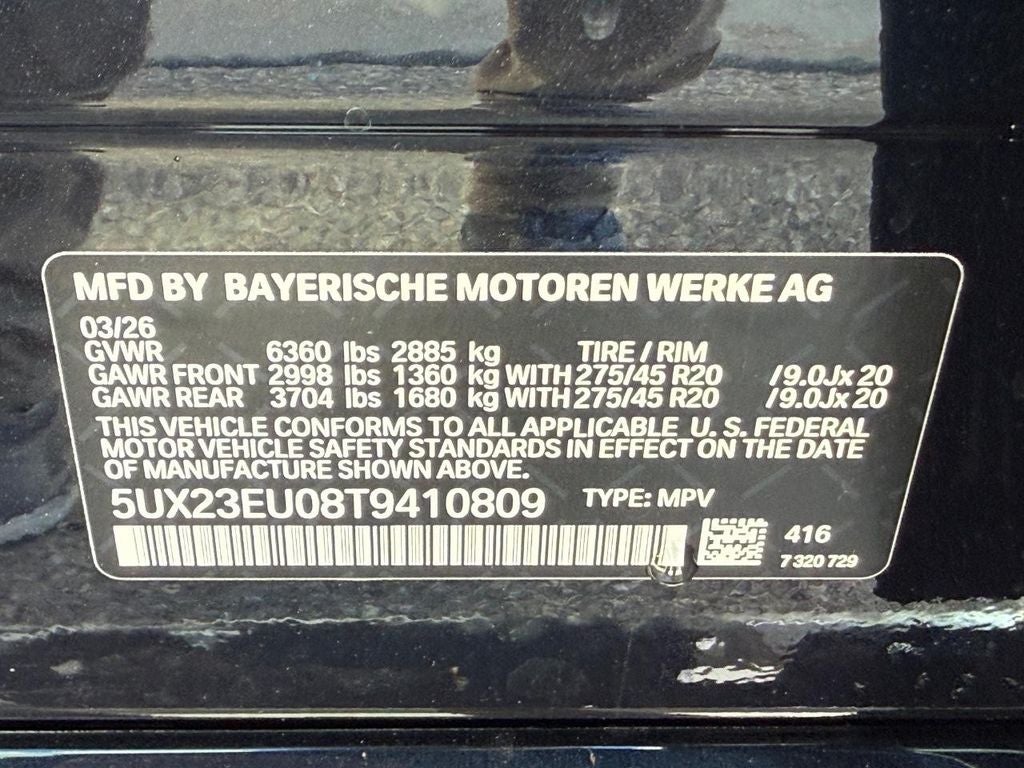 MFD BY BAYERISCHE MOTOREN WERKE AG
03/26
GVWR 6360 lbs 2885 kg TIRE / RIM
GAWR FRONT 2998 lbs 1360 kg WITH 275/45 R20 /9.0Jx 20
GAWR REAR 3704 lbs 1680 kg WITH 275/45 R20 /9.0Jx 20
THIS VEHICLE CONFORMS TO ALL APPLICABLE U. S. FEDERAL
MOTOR VEHICLE SAFETY STANDARDS IN EFFECT ON THE DATE
OF MANUFACTURE SHOWN ABOVE.
5UX23EU08T9410809 TYPE: MPV
416
7 320 729